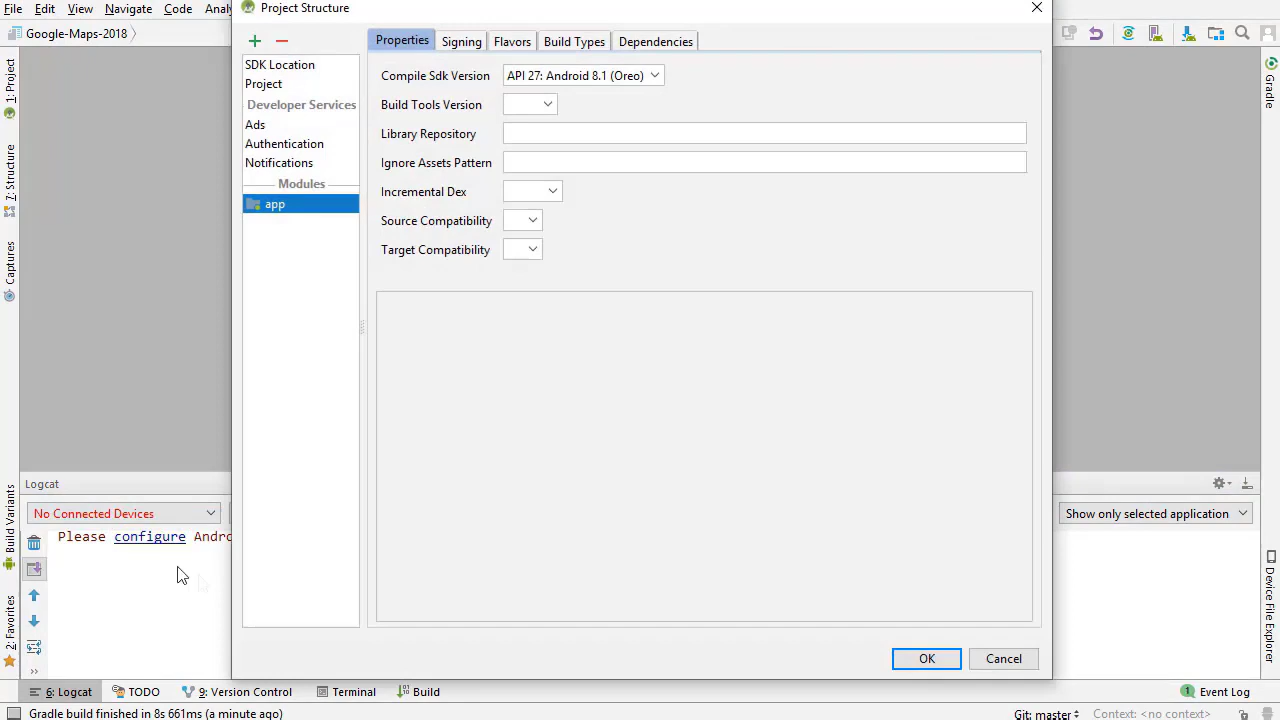 File Edit View Navigate Code Analy
Project Structure
Google-Maps-2018
Properties Signing Flavors Build Types Dependencies
SDK Location
Project
Developer Services
Ads
Authentication
Notifications
Modules
app
Compile Sdk Version API 27: Android 8.1 (Oreo)
Build Tools Version
Library Repository
Ignore Assets Pattern
Incremental Dex
Source Compatibility
Target Compatibility
1: Project
7: Structure
Captures
Build Variants
2: Favorites
Gradle
Device File Explorer
Logcat
No Connected Devices
Show only selected application
Please configure Andro
OK Cancel
6: Logcat TODO 9: Version Control Terminal Build
1 Event Log
Gradle build finished in 8s 661ms (a minute ago)
Git: master Context: <no context>